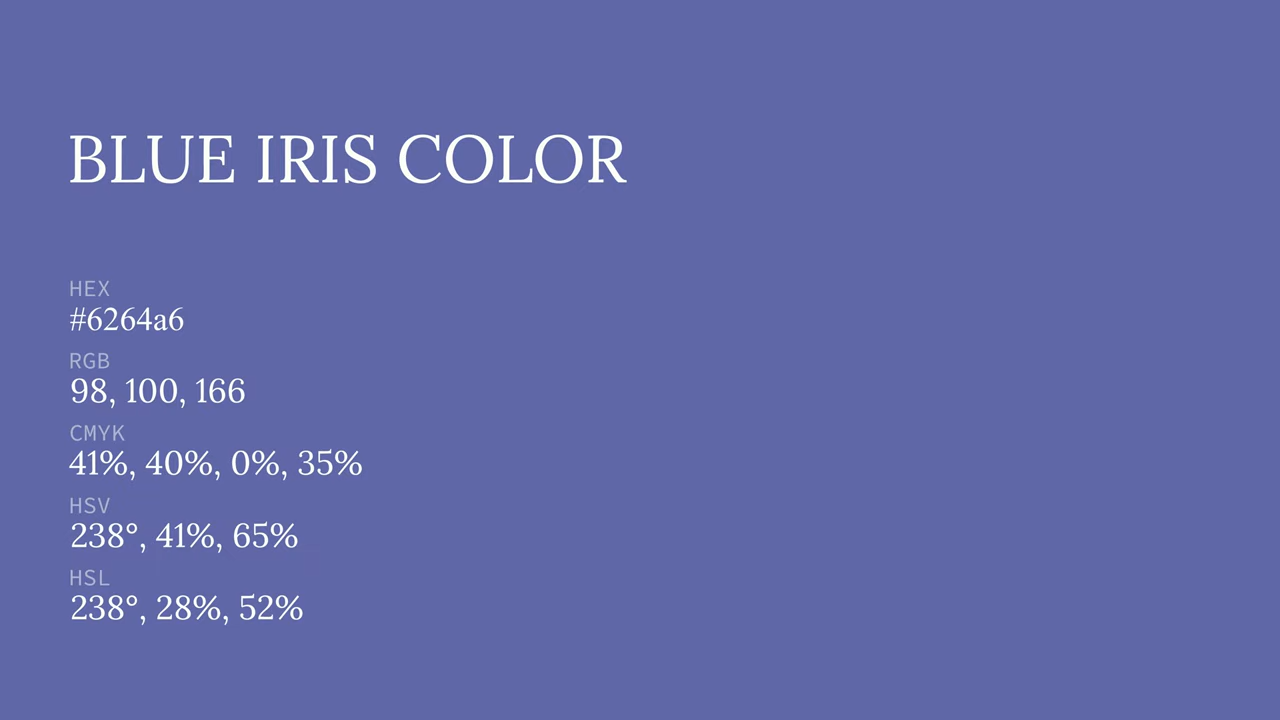 BLUE IRIS COLOR
HEX
#6264a6
RGB
98, 100, 166
CMYK
41%, 40%, 0%, 35%
HSV
238°, 41%, 65%
HSL
238°, 28%, 52%